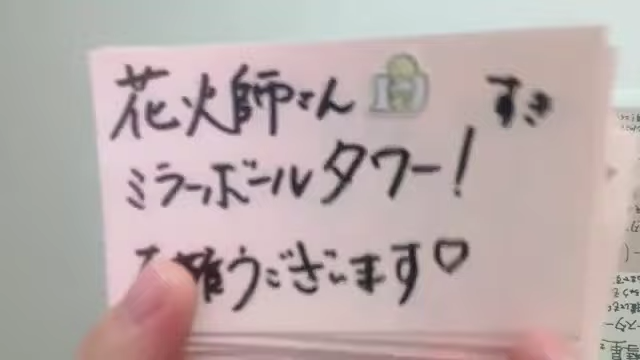 花火師さん
すき
ミラーボールタワー!
難うございます♡